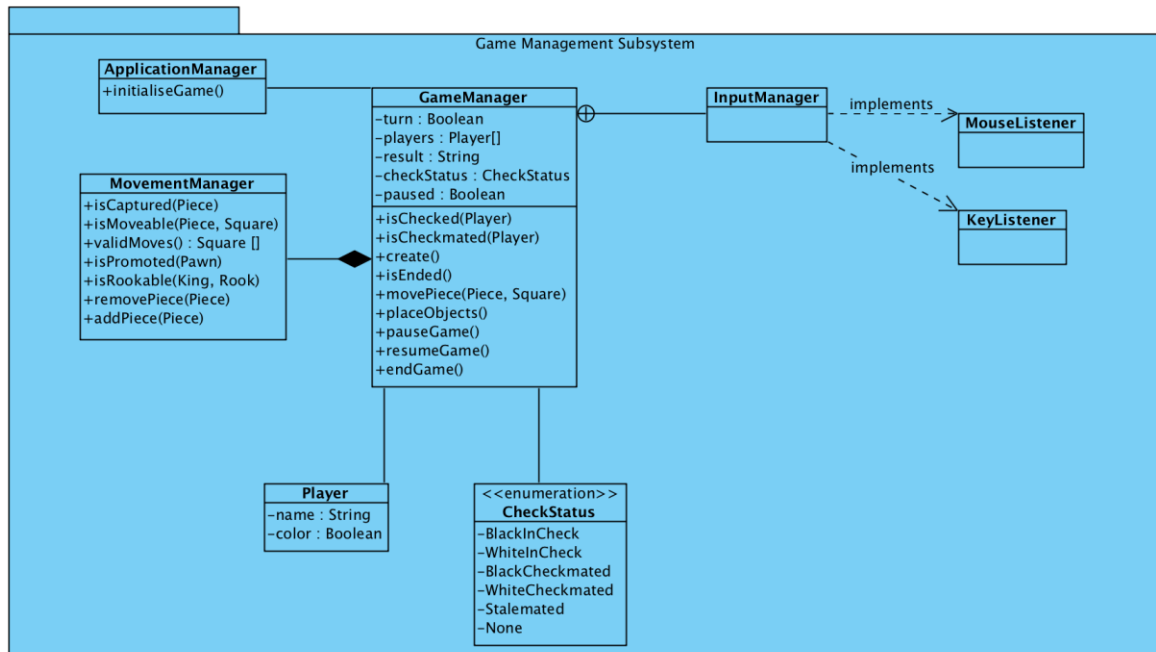 Game Management Subsystem
ApplicationManager
+initialiseGame()
GameManager
-turn : Boolean
-players : Player[]
-result : String
-checkStatus : CheckStatus
-paused : Boolean
+isChecked(Player)
+isCheckmated(Player)
+create()
+isEnded()
+movePiece(Piece, Square)
+placeObjects()
+pauseGame()
+resumeGame()
+endGame()
InputManager
implements
MouseListener
implements
KeyListener
MovementManager
+isCaptured(Piece)
+isMoveable(Piece, Square)
+validMoves() : Square []
+isPromoted(Pawn)
+isRookable(King, Rook)
+removePiece(Piece)
+addPiece(Piece)
Player
-name : String
-color : Boolean
<<enumeration>>
CheckStatus
-BlackInCheck
-WhiteInCheck
-BlackCheckmated
-WhiteCheckmated
-Stalemated
-None